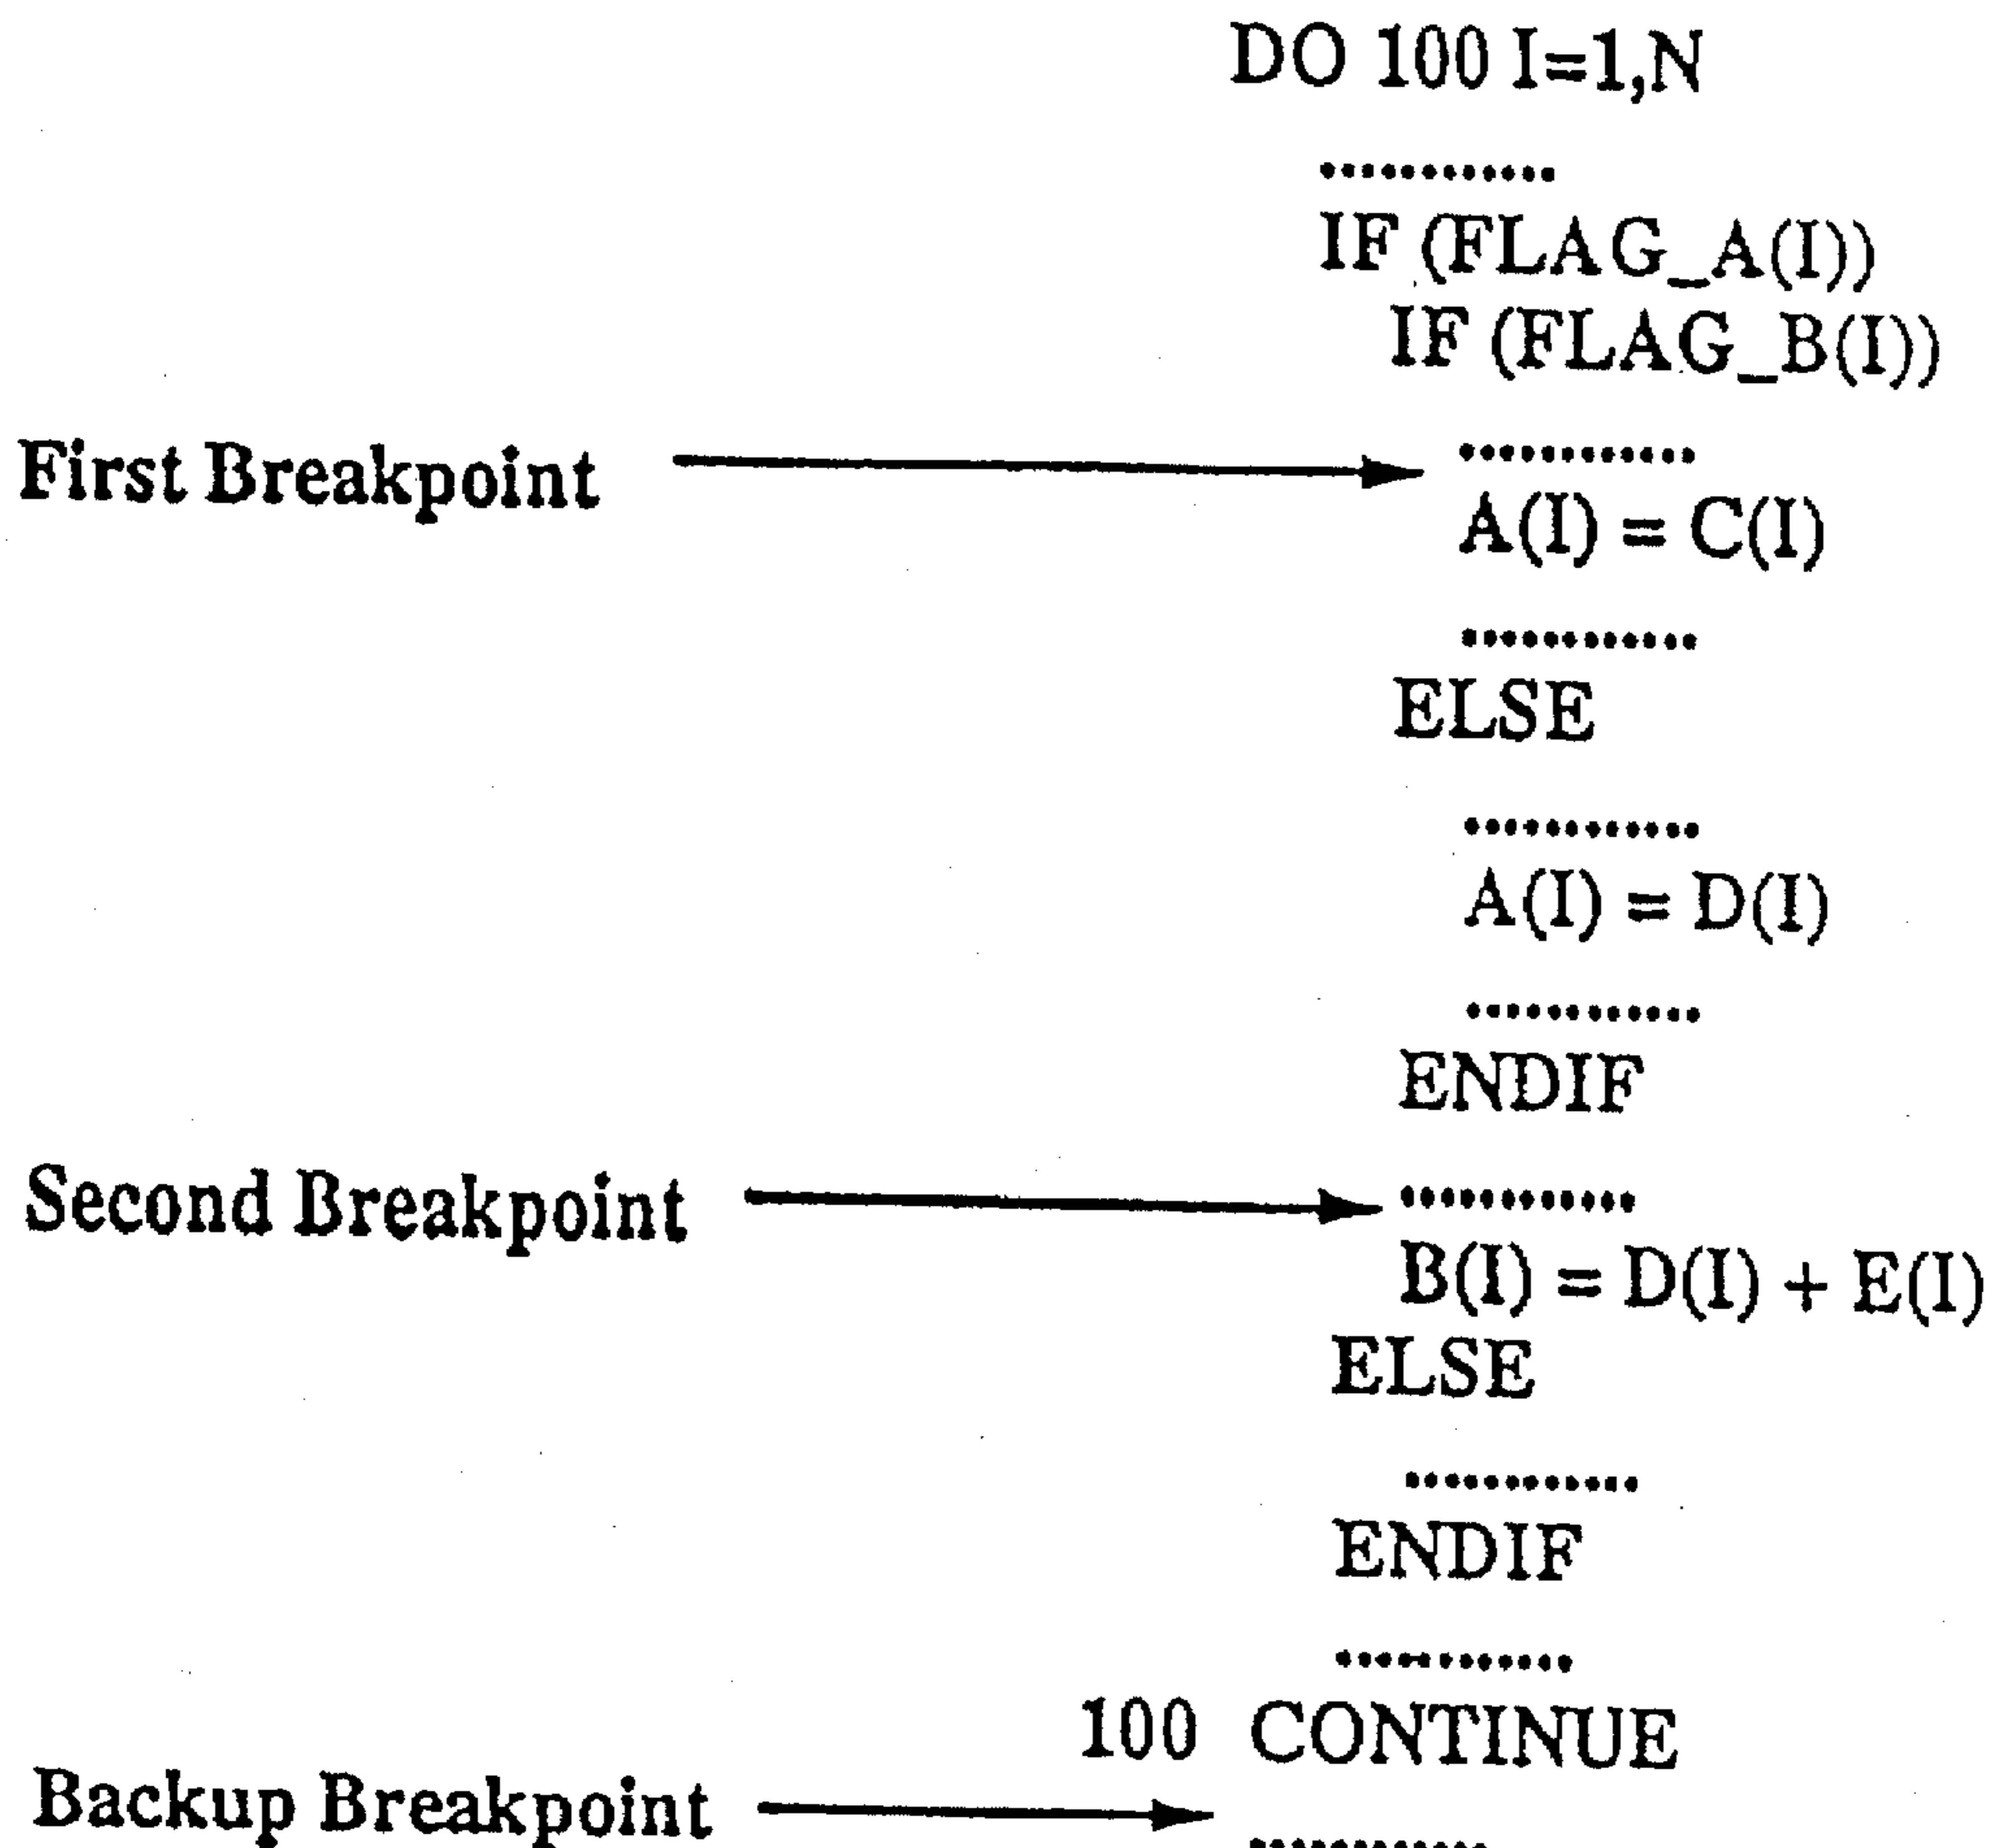 DO 100 I=1,N
............
IF (FLAG_A(I))
IF (FLAG_B(I))
First Breakpoint ............
A(I) = C(I)
............
ELSE
............
A(I) = D(I)
............
ENDIF
Second Breakpoint ............
B(I) = D(I) + E(I)
ELSE
............
ENDIF
............
100 CONTINUE
Backup Breakpoint ............